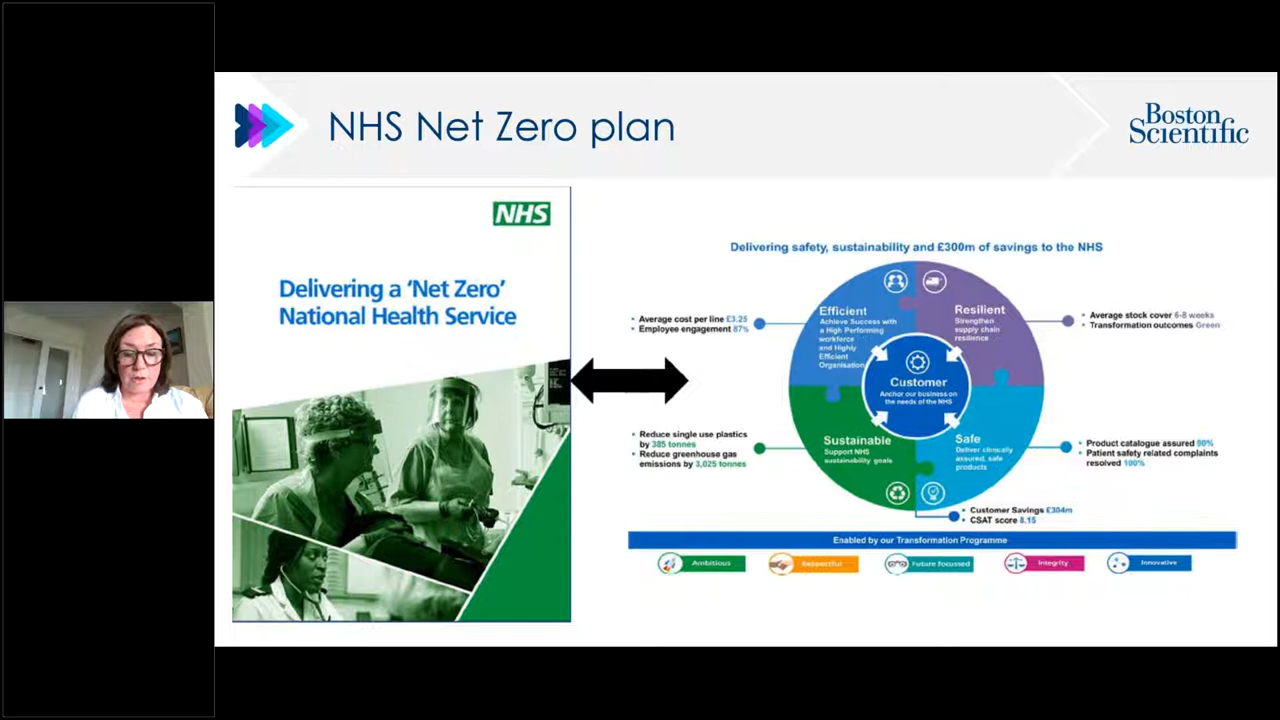 NHS Net Zero plan
Boston
Scientific
NHS
Delivering a 'Net Zero'
National Health Service
Delivering safety, sustainability and £300m of savings to the NHS
• Average cost per line £3.25
• Employee engagement 87%
Efficient
Achieve Success with
a High Performing
workforce
and Highly
Efficient
Organisation
Resilient
Strengthen
supply chain
resilience
• Average stock cover 6-8 weeks
• Transformation outcomes Green
Customer
Anchor our business on
the needs of the NHS
• Reduce single use plastics
by 385 tonnes
• Reduce greenhouse gas
emissions by 3,025 tonnes
Sustainable
Support NHS
sustainability goals
Safe
Deliver clinically
assured, safe
products
• Product catalogue assured 90%
• Patient safety related complaints
resolved 100%
• Customer Savings £304m
• CSAT score 8.15
Enabled by our Transformation Programme
Ambitious
Respectful
Future focussed
Integrity
Innovative